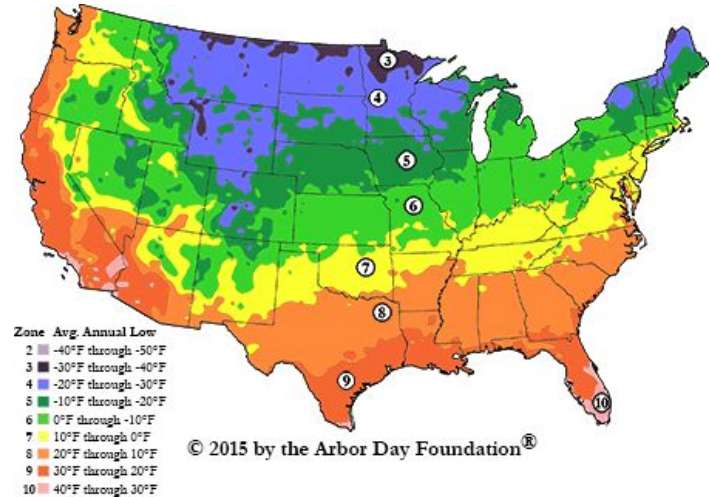 3
4
5
6
7
8
9
10
Zone Avg. Annual Low
2 -40°F through -50°F
3 -30°F through -40°F
4 -20°F through -30°F
5 -10°F through -20°F
6 0°F through -10°F
7 10°F through 0°F
8 20°F through 10°F
9 30°F through 20°F
10 40°F through 30°F
© 2015 by the Arbor Day Foundation®